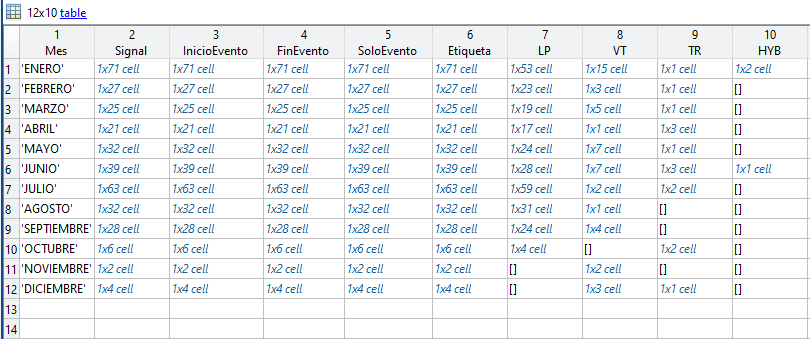 12x10 table
1 2 3 4 5 6 7 8 9 10
Mes Signal InicioEvento FinEvento SoloEvento Etiqueta LP VT TR HYB
1 'ENERO' 1x71 cell 1x71 cell 1x71 cell 1x71 cell 1x71 cell 1x53 cell 1x15 cell 1x1 cell 1x2 cell
2 'FEBRERO' 1x27 cell 1x27 cell 1x27 cell 1x27 cell 1x27 cell 1x23 cell 1x3 cell 1x1 cell []
3 'MARZO' 1x25 cell 1x25 cell 1x25 cell 1x25 cell 1x25 cell 1x19 cell 1x5 cell 1x1 cell []
4 'ABRIL' 1x21 cell 1x21 cell 1x21 cell 1x21 cell 1x21 cell 1x17 cell 1x1 cell 1x3 cell []
5 'MAYO' 1x32 cell 1x32 cell 1x32 cell 1x32 cell 1x32 cell 1x24 cell 1x7 cell 1x1 cell []
6 'JUNIO' 1x39 cell 1x39 cell 1x39 cell 1x39 cell 1x39 cell 1x28 cell 1x7 cell 1x3 cell 1x1 cell
7 'JULIO' 1x63 cell 1x63 cell 1x63 cell 1x63 cell 1x63 cell 1x59 cell 1x2 cell 1x2 cell []
8 'AGOSTO' 1x32 cell 1x32 cell 1x32 cell 1x32 cell 1x32 cell 1x31 cell 1x1 cell [] []
9 'SEPTIEMBRE' 1x28 cell 1x28 cell 1x28 cell 1x28 cell 1x28 cell 1x24 cell 1x4 cell [] []
10 'OCTUBRE' 1x6 cell 1x6 cell 1x6 cell 1x6 cell 1x6 cell 1x4 cell [] 1x2 cell []
11 'NOVIEMBRE' 1x2 cell 1x2 cell 1x2 cell 1x2 cell 1x2 cell [] 1x2 cell [] []
12 'DICIEMBRE' 1x4 cell 1x4 cell 1x4 cell 1x4 cell 1x4 cell [] 1x3 cell 1x1 cell []
13
14